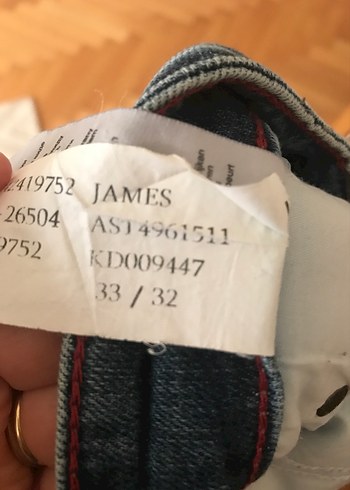 2419752 JAMES
26504 AST4961511
9752 KD009447
33 / 32